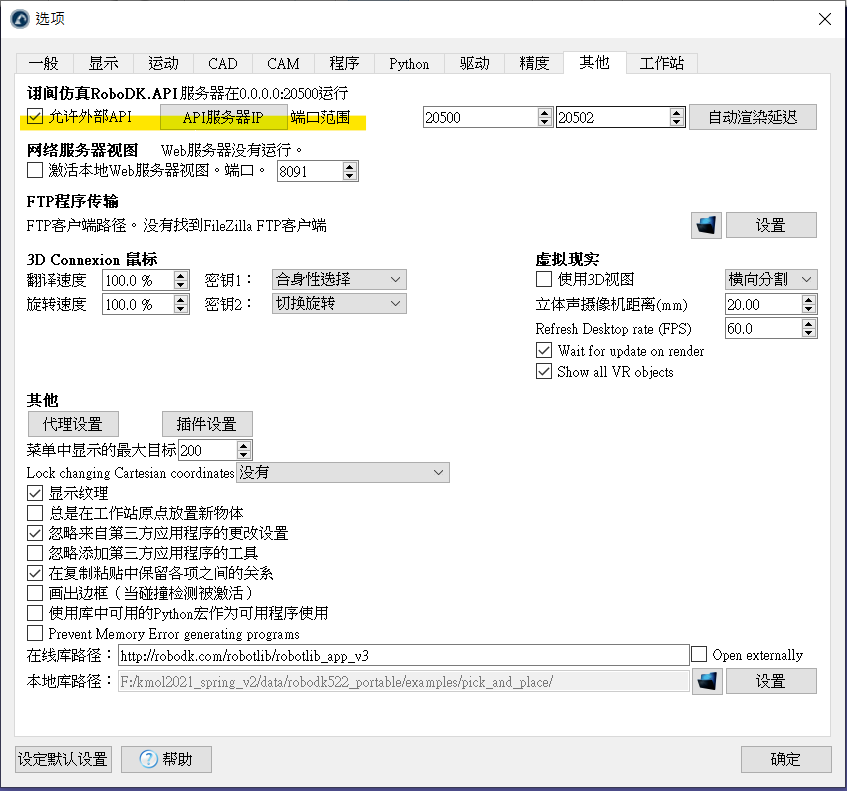 选项
一般 显示 运动 CAD CAM 程序 Python 驱动 精度 其他 工作站
诩阊仿真RoboDK.API 服务器在0.0.0.0:20500运行
允许外部API API服务器IP 端口范围 20500 20502 自动渲染延迟
网络服务器视图 Web服务器没有运行。
激活本地Web服务器视图。端口。 8091
FTP程序传输
FTP客户端路径。没有找到FileZilla FTP客户端 设置
3D Connexion 鼠标 虚拟现实
翻译速度 100.0 % 密钥1： 合身性选择 使用3D视图 横向分割
旋转速度 100.0 % 密钥2： 切换旋转 立体声摄像机距离(mm) 20.00
Refresh Desktop rate (FPS) 60.0
Wait for update on render
Show all VR objects
其他
代理设置 插件设置
菜单中显示的最大目标 200
Lock changing Cartesian coordinates 没有
显示纹理
总是在工作站原点放置新物体
忽略来自第三方应用程序的更改设置
忽略添加第三方应用程序的工具
在复制粘贴中保留各项之间的关系
画出边框（当碰撞检测被激活）
使用库中可用的Python宏作为可用程序使用
Prevent Memory Error generating programs
在线库路径： http://robodk.com/robotlib/robotlib_app_v3 Open externally
本地库路径： F:/kmol2021_spring_v2/data/robodk522_portable/examples/pick_and_place/ 设置
设定默认设置 帮助 确定